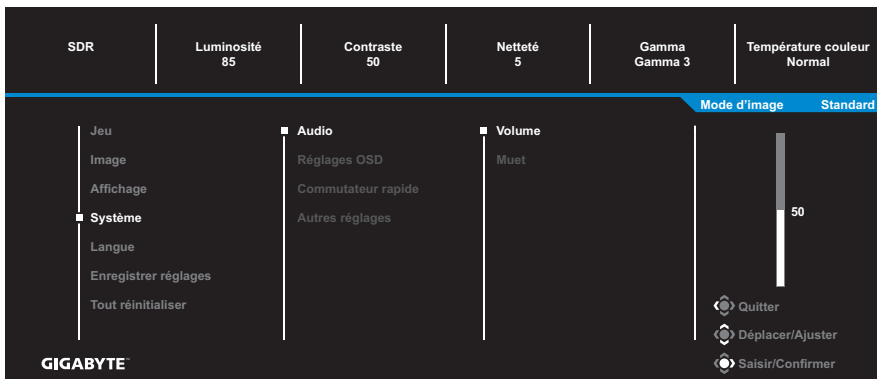 SDR
Luminosité
85
Contraste
50
Netteté
5
Gamma
Gamma 3
Température couleur
Normal
Mode d'image Standard
Jeu
Image
Affichage
Système
Langue
Enregistrer réglages
Tout réinitialiser
Audio
Réglages OSD
Commutateur rapide
Autres réglages
Volume
Muet
50
Quitter
Déplacer/Ajuster
Saisir/Confirmer
GIGABYTE™